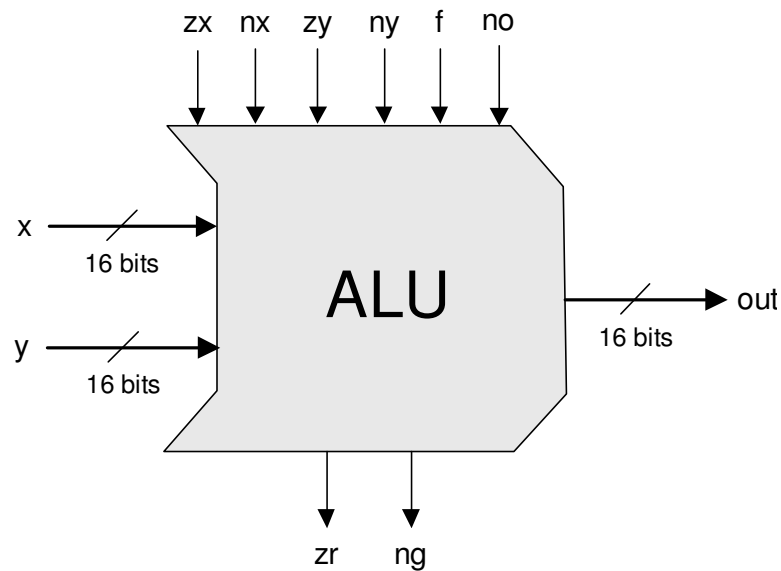 zx nx zy ny f no
x
16 bits
ALU
out
16 bits
y
16 bits
zr ng